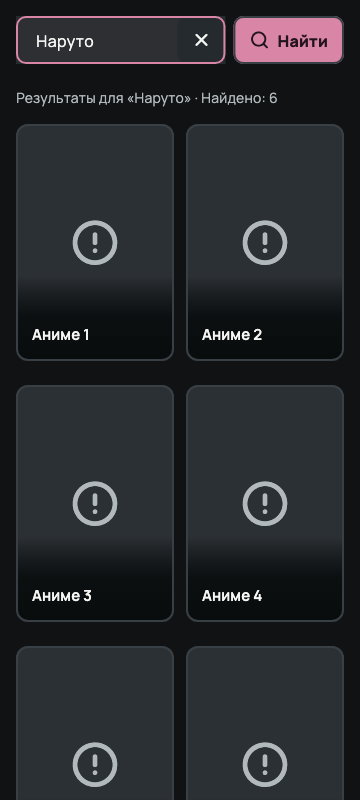 Наруто
Найти
Результаты для «Наруто» · Найдено: 6
Аниме 1
Аниме 2
Аниме 3
Аниме 4